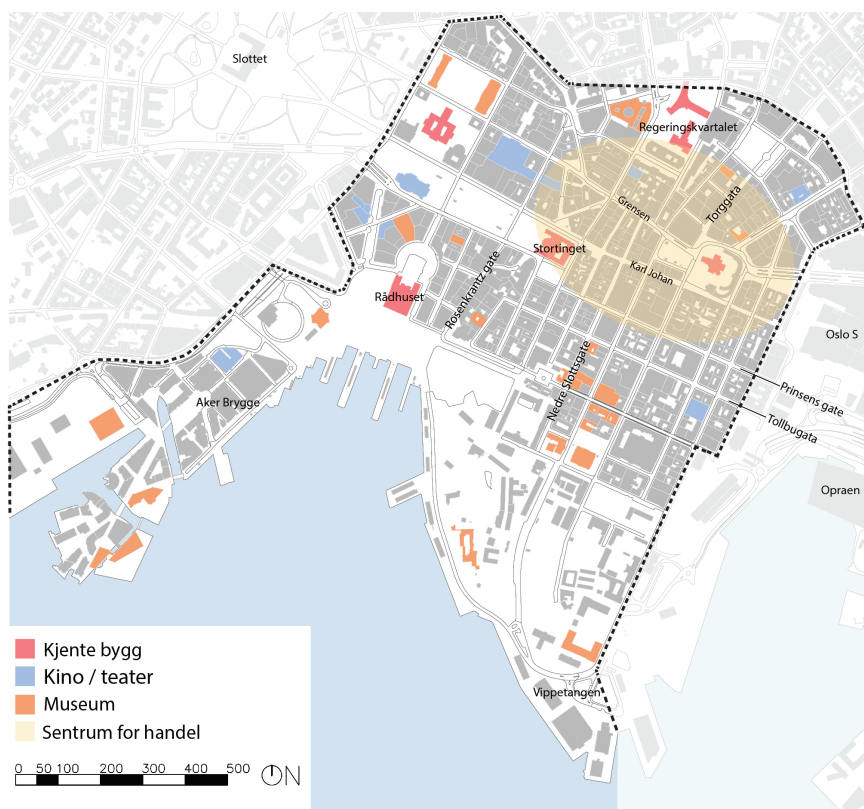 Slottet
Regjeringskvartalet
Grensen
Torggata
Stortinget
Karl Johan
Rådhuset
Rosenkrantz gate
Oslo S
Nedre Slottsgate
Prinsens gate
Aker Brygge
Tollbugata
Opraen
Vippetangen
Kjente bygg
Kino / teater
Museum
Sentrum for handel
0 50 100 200 300 400 500
N